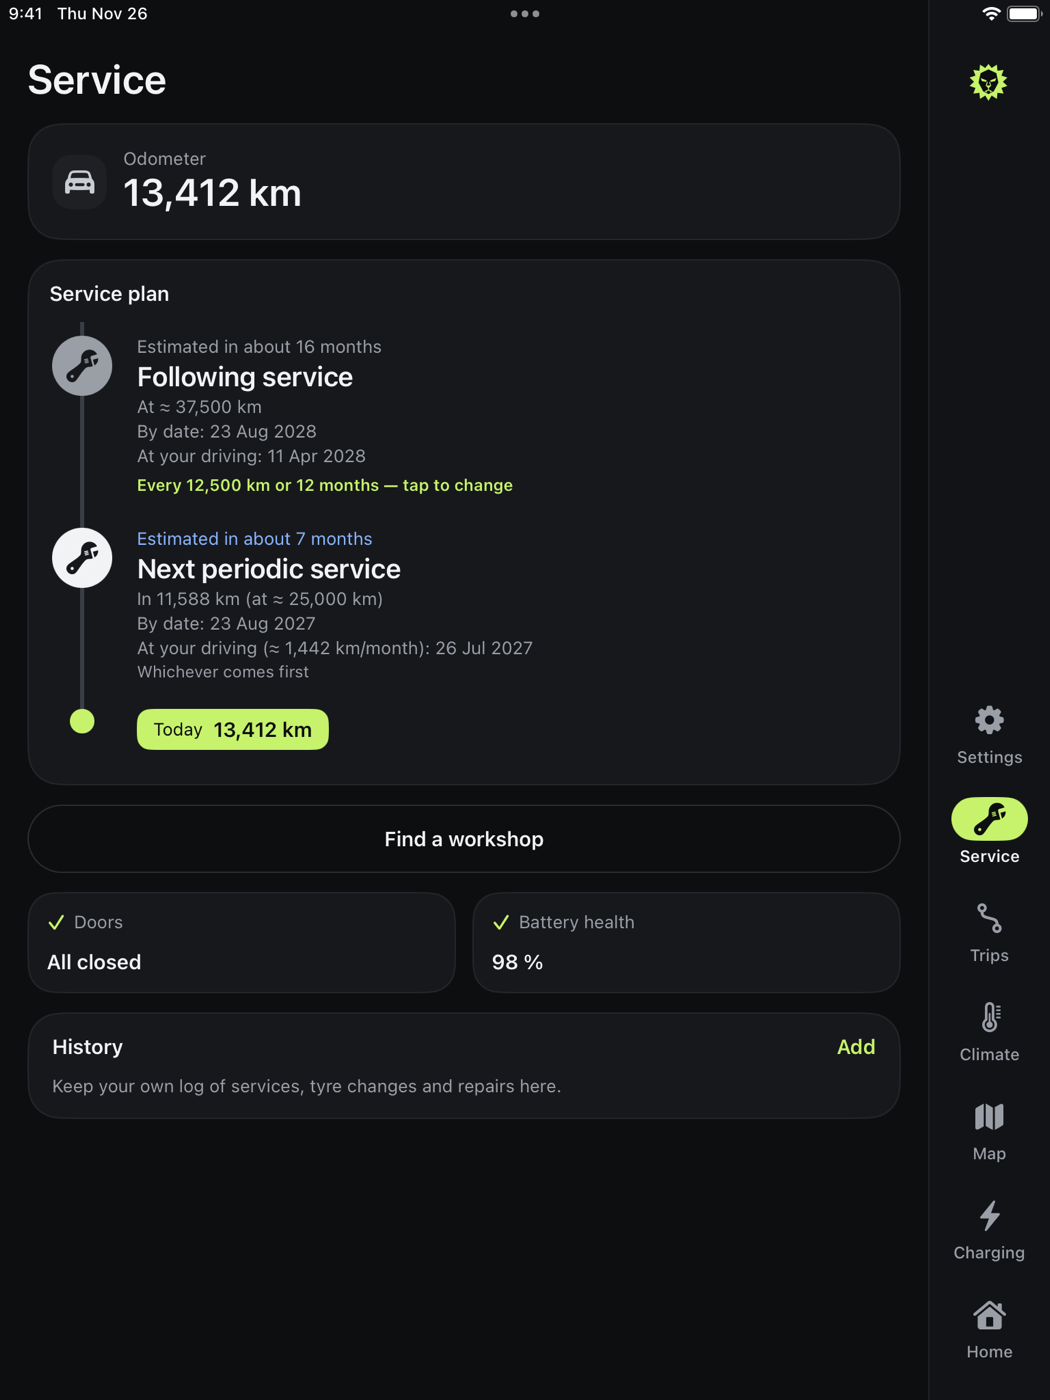 9:41 Thu Nov 26
Service
Odometer
13,412 km
Service plan
Estimated in about 16 months
Following service
At ≈ 37,500 km
By date: 23 Aug 2028
At your driving: 11 Apr 2028
Every 12,500 km or 12 months — tap to change
Estimated in about 7 months
Next periodic service
In 11,588 km (at ≈ 25,000 km)
By date: 23 Aug 2027
At your driving (≈ 1,442 km/month): 26 Jul 2027
Whichever comes first
Today 13,412 km
Find a workshop
Doors
All closed
Battery health
98 %
History
Add
Keep your own log of services, tyre changes and repairs here.
Settings
Service
Trips
Climate
Map
Charging
Home